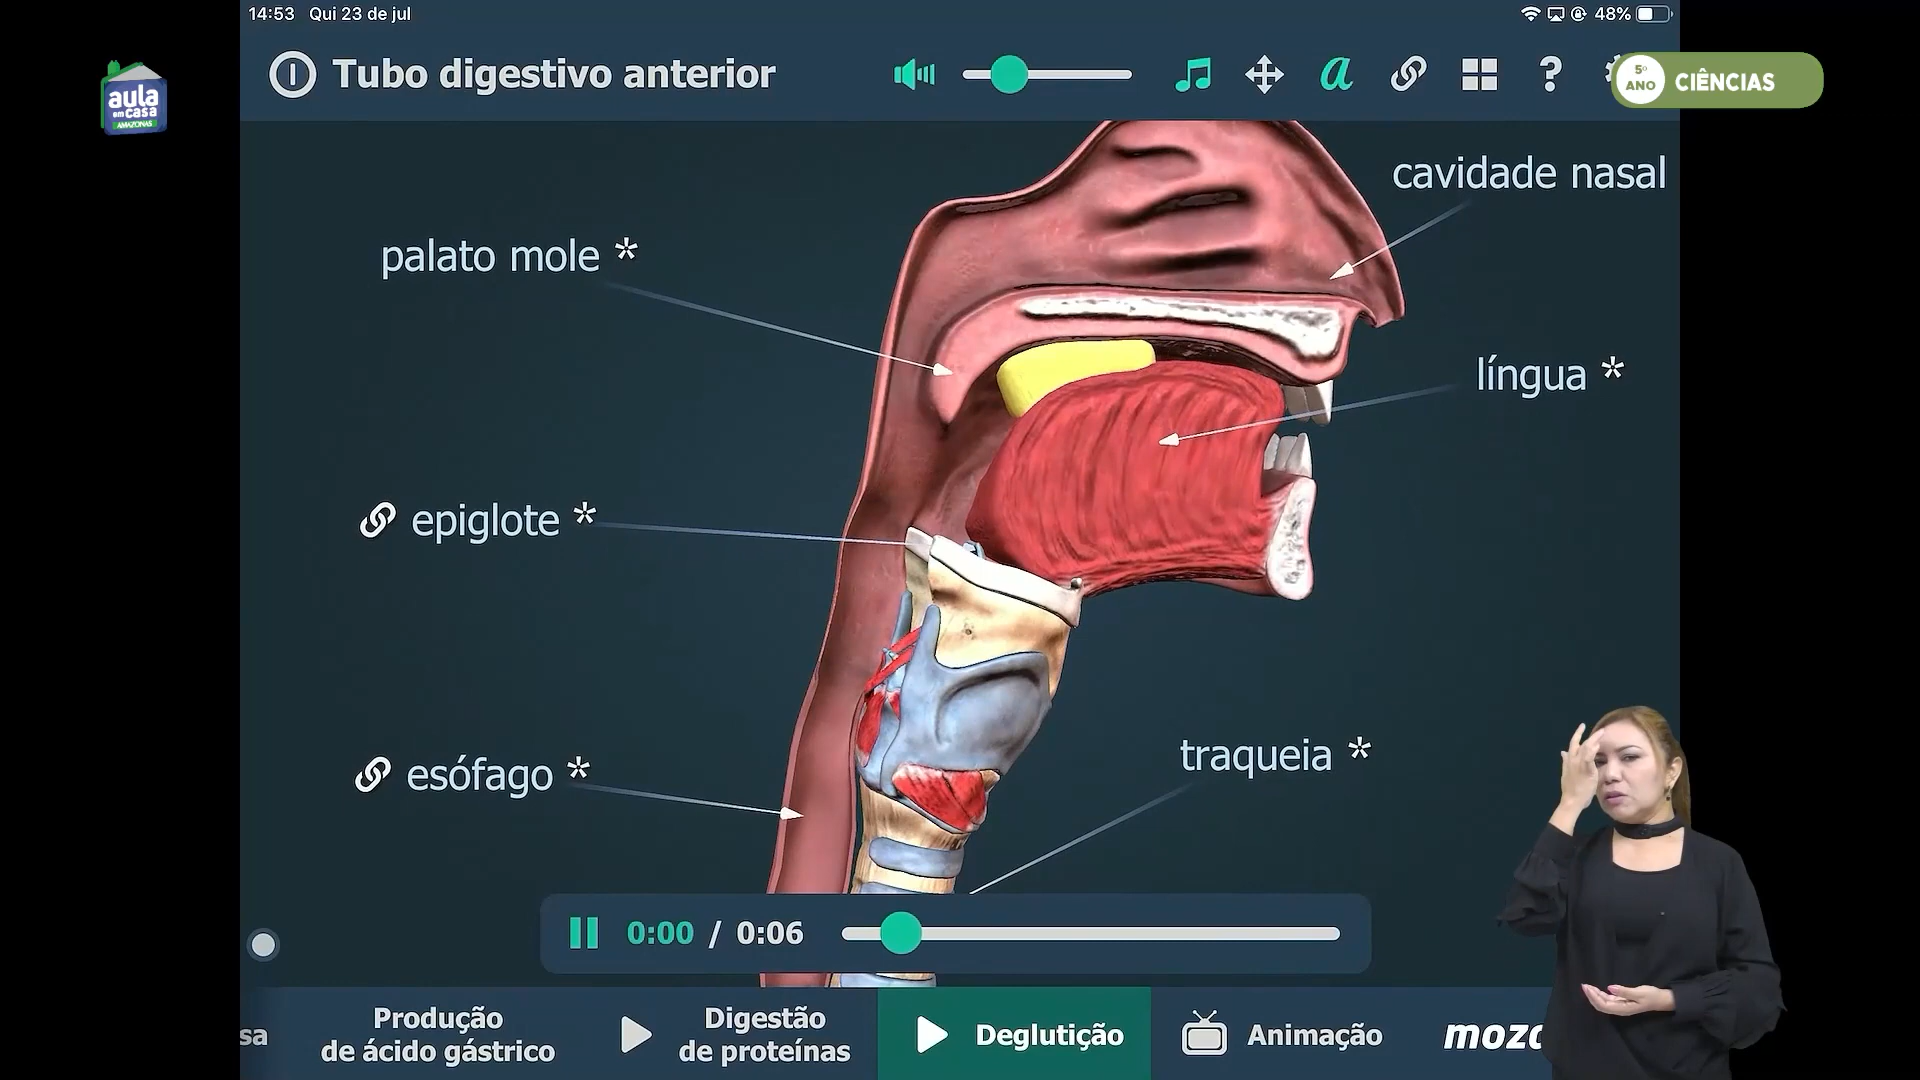 14:53 Qui 23 de jul
48%
Tubo digestivo anterior
a
?
5º
ANO
CIÊNCIAS
aula
em casa
AMAZONAS
cavidade nasal
palato mole *
língua *
epiglote *
traqueia *
esófago *
0:00 / 0:06
sa
Produção
de ácido gástrico
Digestão
de proteínas
Deglutição
Animação
moz